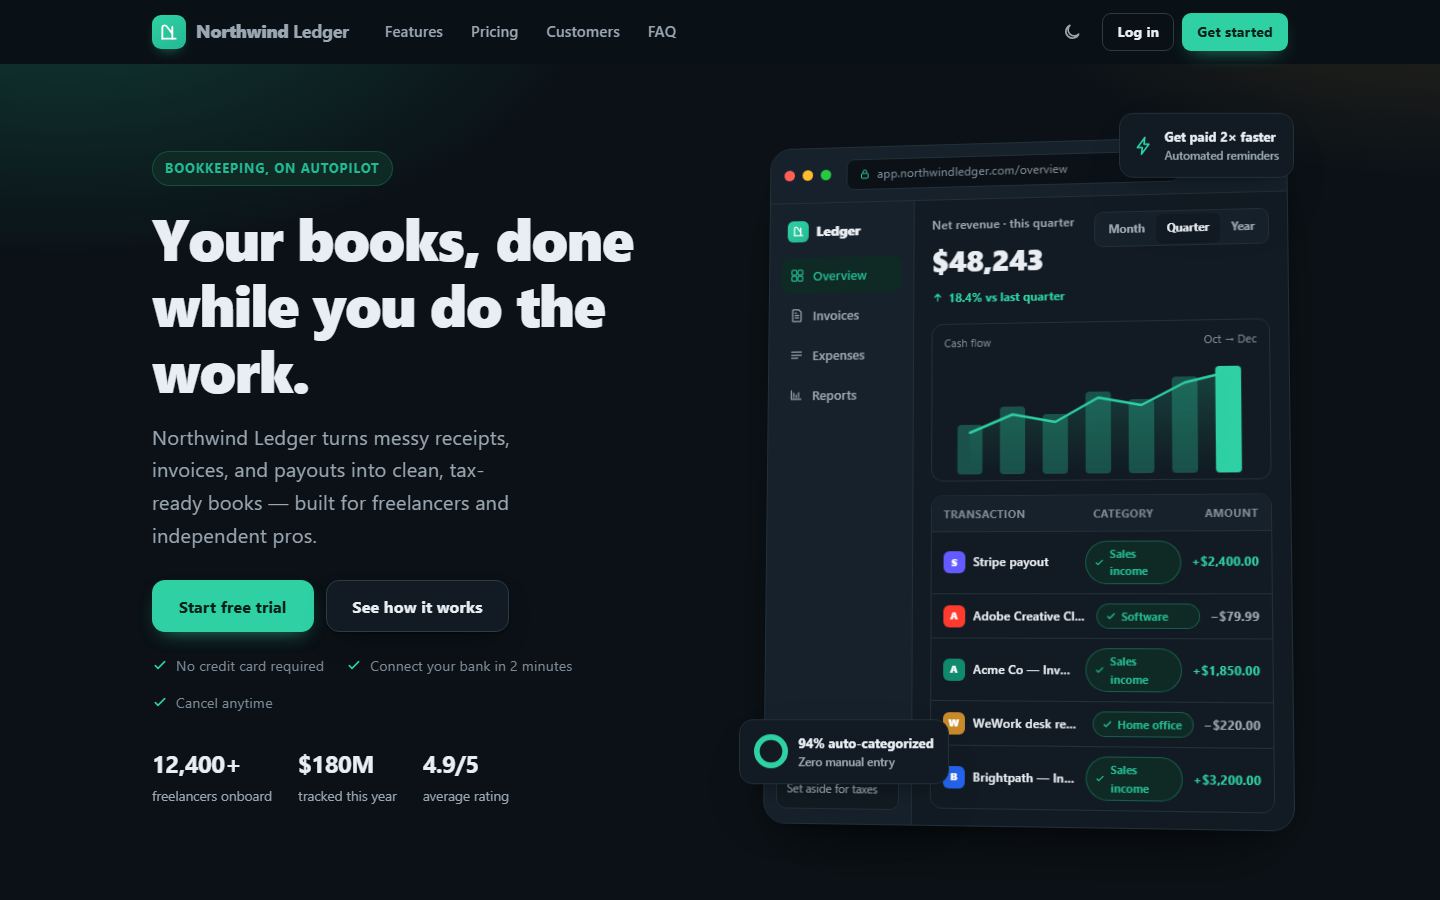 Northwind Ledger
Features
Pricing
Customers
FAQ
Log in
Get started
BOOKKEEPING, ON AUTOPILOT
Your books, done
while you do the
work.
Northwind Ledger turns messy receipts,
invoices, and payouts into clean, tax-
ready books — built for freelancers and
independent pros.
Start free trial
See how it works
No credit card required
Connect your bank in 2 minutes
Cancel anytime
12,400+
freelancers onboard
$180M
tracked this year
4.9/5
average rating
Get paid 2× faster
Automated reminders
app.northwindledger.com/overview
Ledger
Overview
Invoices
Expenses
Reports
Net revenue · this quarter
$48,243
↑ 18.4% vs last quarter
Month
Quarter
Year
Cash flow
Oct → Dec
TRANSACTION
CATEGORY
AMOUNT
S
Stripe payout
Sales
income
+$2,400.00
A
Adobe Creative Cl...
Software
−$79.99
A
Acme Co — Inv...
Sales
income
+$1,850.00
W
WeWork desk re...
Home office
−$220.00
B
Brightpath — In...
Sales
income
+$3,200.00
94% auto-categorized
Zero manual entry
Set aside for taxes